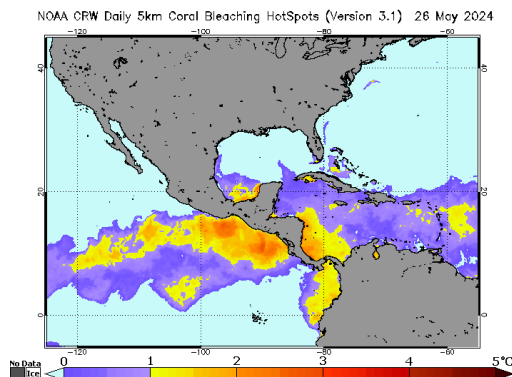 NOAA CRW Daily 5km Coral Bleaching HotSpots (Version 3.1) 26 May 2024
−120 −100 −80 −60
40 40
20 20
0 0
−120 −100 −80 −60
No Data 0 1 2 3 4 5°C
Ice